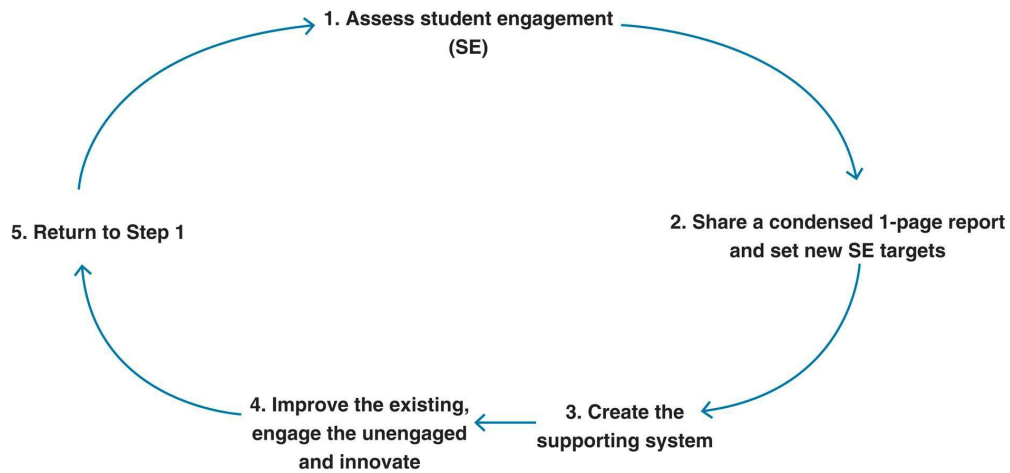 1. Assess student engagement
(SE)
2. Share a condensed 1-page report
and set new SE targets
3. Create the
supporting system
4. Improve the existing,
engage the unengaged
and innovate
5. Return to Step 1